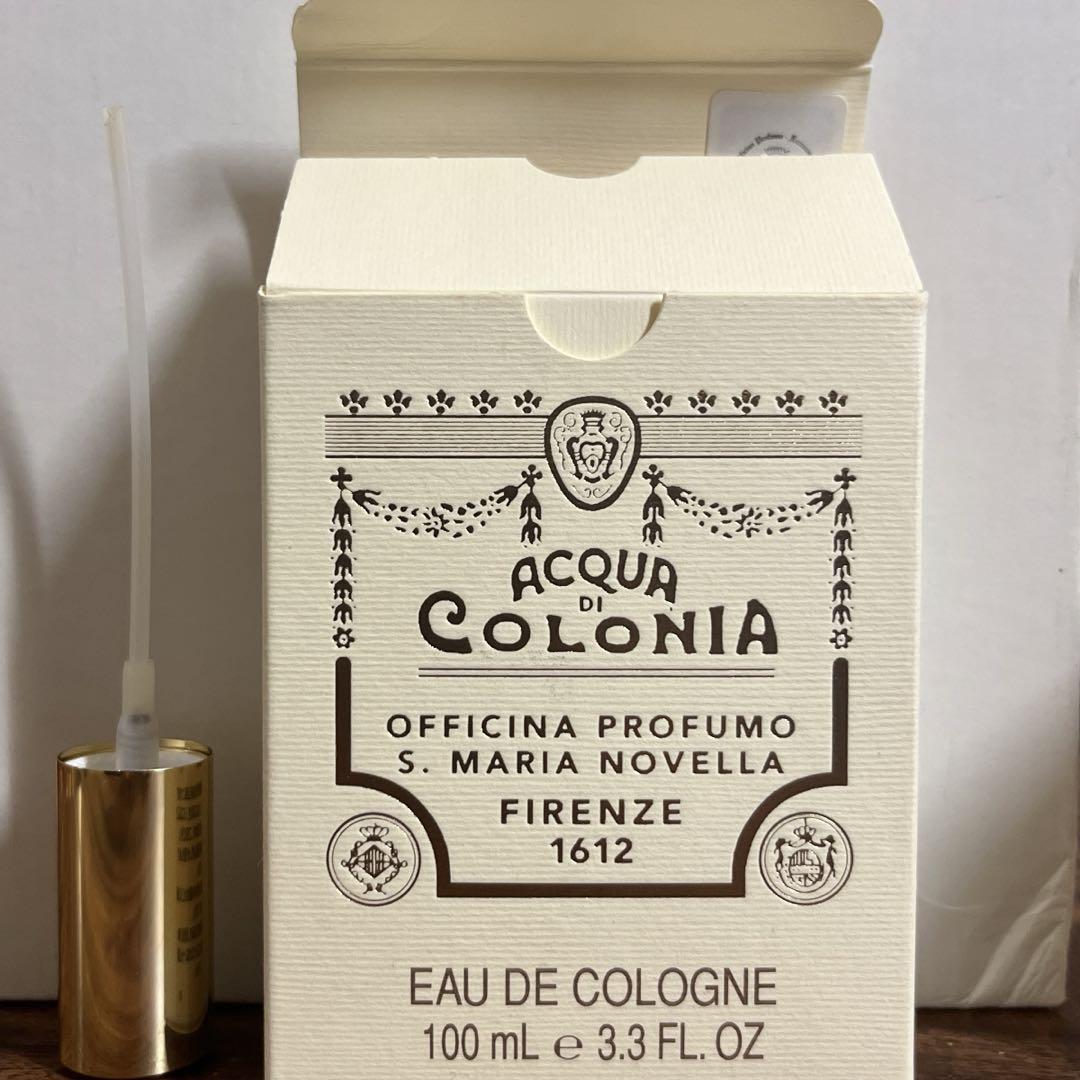 ACQUA
DI
COLONIA
OFFICINA PROFUMO
S. MARIA NOVELLA
FIRENZE
1612
EAU DE COLOGNE
100 mL ℮ 3.3 FL. OZ